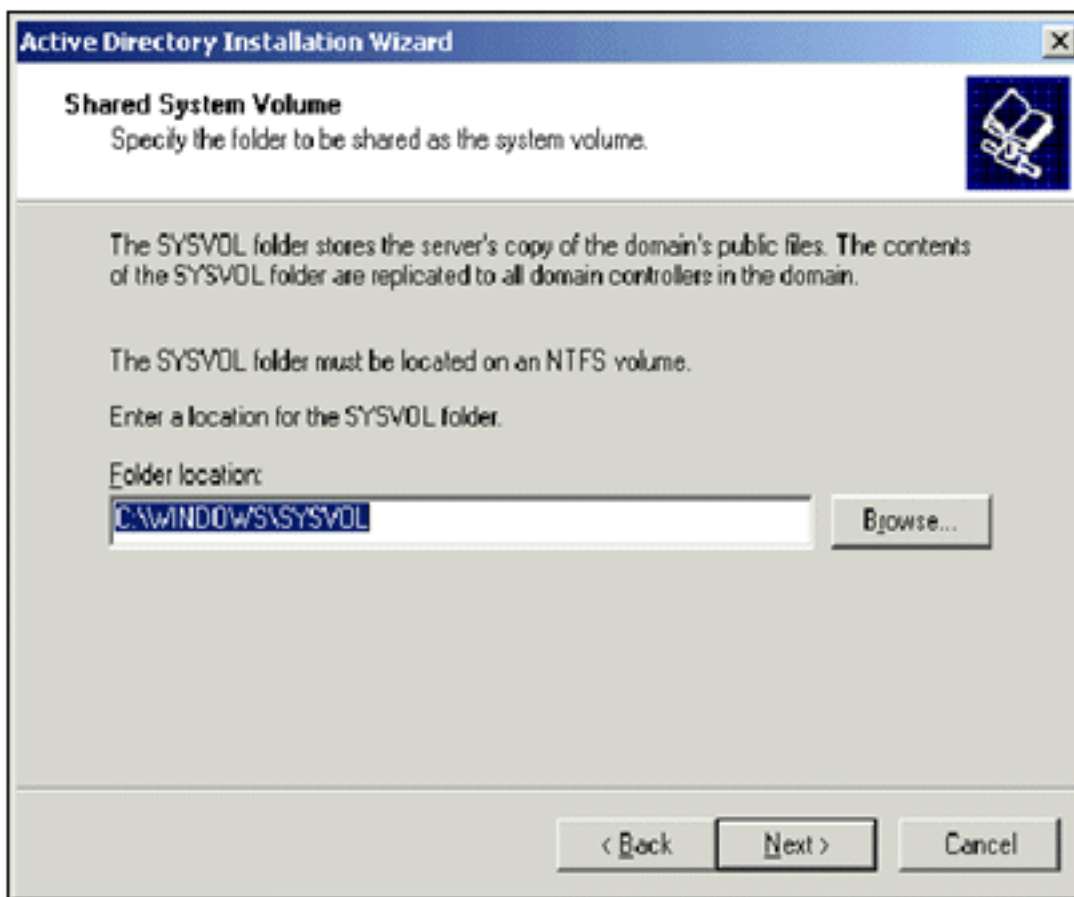 Active Directory Installation Wizard
Shared System Volume
Specify the folder to be shared as the system volume.
The SYSVOL folder stores the server's copy of the domain's public files. The contents
of the SYSVOL folder are replicated to all domain controllers in the domain.
The SYSVOL folder must be located on an NTFS volume.
Enter a location for the SYSVOL folder.
Folder location:
C:\WINDOWS\SYSVOL
Browse...
< Back
Next >
Cancel